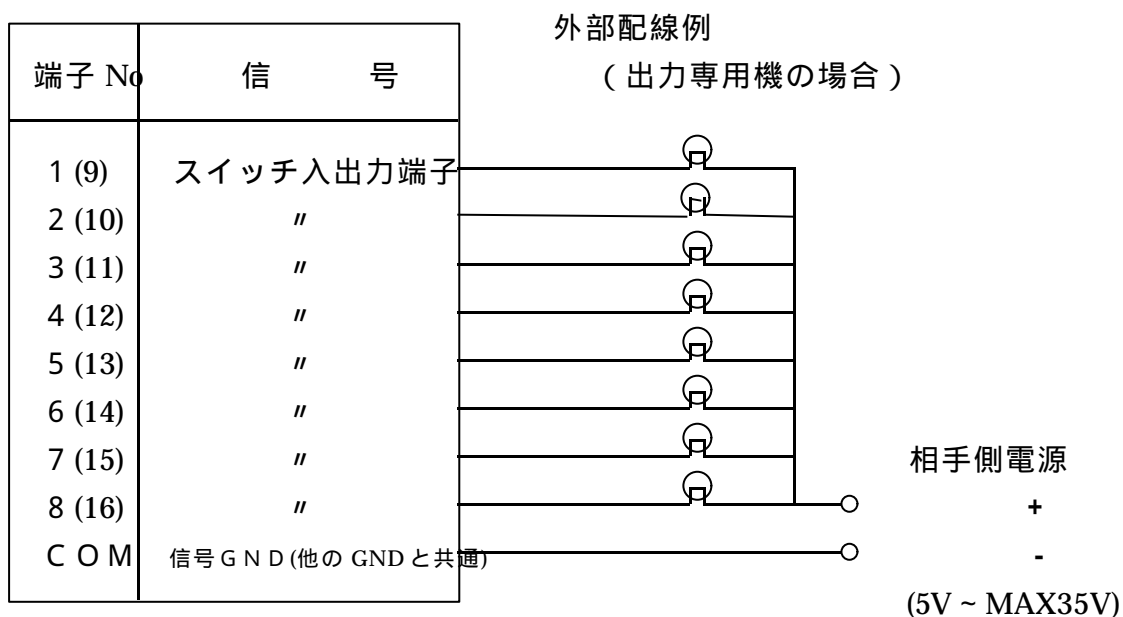 外部配線例
(出力専用機の場合)
端子 No 信 号
1 (9) スイッチ入出力端子
2 (10) 〃
3 (11) 〃
4 (12) 〃
5 (13) 〃
6 (14) 〃
7 (15) 〃
8 (16) 〃
COM 信号GND(他の GND と共通)
相手側電源
+
-
(5V ~ MAX35V)